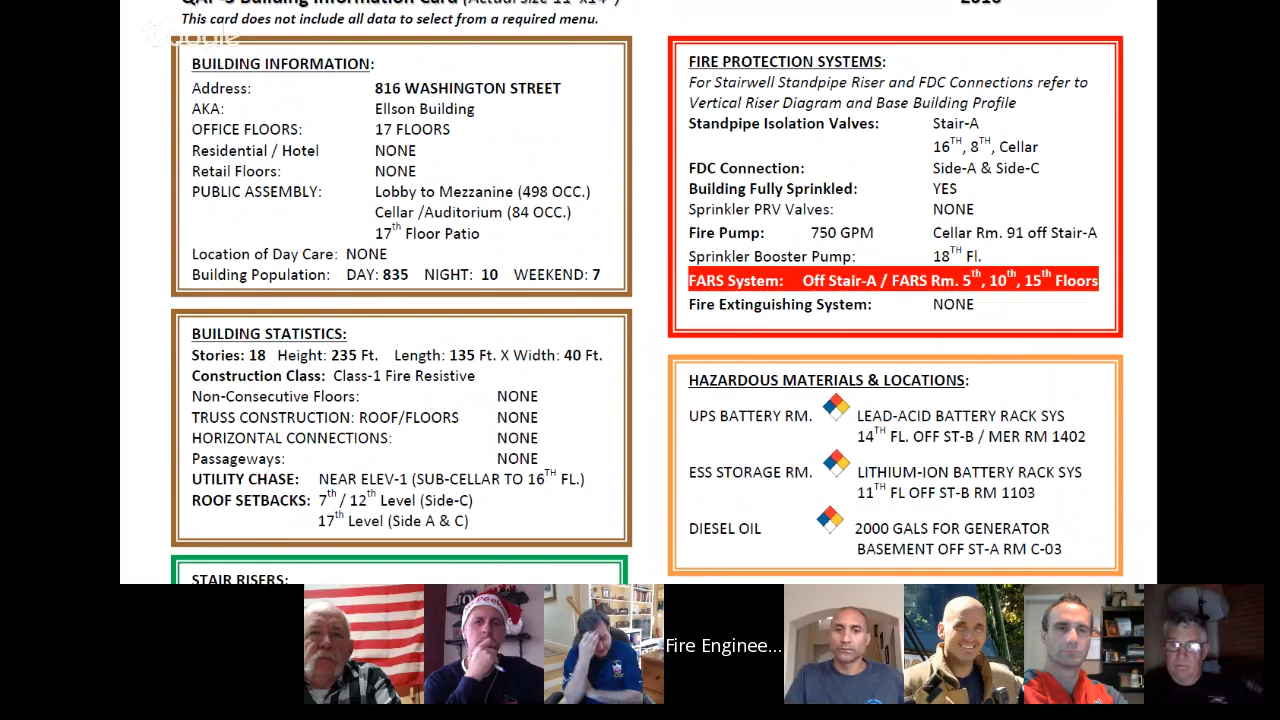 QAP-3 Building Information Card (Actual size 11"x14")
2016
This card does not include all data to select from a required menu.
Google
BUILDING INFORMATION:
Address: 816 WASHINGTON STREET
AKA: Ellson Building
OFFICE FLOORS: 17 FLOORS
Residential / Hotel NONE
Retail Floors: NONE
PUBLIC ASSEMBLY: Lobby to Mezzanine (498 OCC.)
Cellar /Auditorium (84 OCC.)
17th Floor Patio
Location of Day Care: NONE
Building Population: DAY: 835 NIGHT: 10 WEEKEND: 7
BUILDING STATISTICS:
Stories: 18 Height: 235 Ft. Length: 135 Ft. X Width: 40 Ft.
Construction Class: Class-1 Fire Resistive
Non-Consecutive Floors: NONE
TRUSS CONSTRUCTION: ROOF/FLOORS NONE
HORIZONTAL CONNECTIONS: NONE
Passageways: NONE
UTILITY CHASE: NEAR ELEV-1 (SUB-CELLAR TO 16TH FL.)
ROOF SETBACKS: 7th / 12th Level (Side-C)
17th Level (Side A & C)
STAIR RISERS:
FIRE PROTECTION SYSTEMS:
For Stairwell Standpipe Riser and FDC Connections refer to
Vertical Riser Diagram and Base Building Profile
Standpipe Isolation Valves: Stair-A
16TH, 8TH, Cellar
FDC Connection: Side-A & Side-C
Building Fully Sprinkled: YES
Sprinkler PRV Valves: NONE
Fire Pump: 750 GPM Cellar Rm. 91 off Stair-A
Sprinkler Booster Pump: 18TH Fl.
FARS System: Off Stair-A / FARS Rm. 5th, 10th, 15th Floors
Fire Extinguishing System: NONE
HAZARDOUS MATERIALS & LOCATIONS:
UPS BATTERY RM. LEAD-ACID BATTERY RACK SYS
14TH FL. OFF ST-B / MER RM 1402
ESS STORAGE RM. LITHIUM-ION BATTERY RACK SYS
11TH FL OFF ST-B RM 1103
DIESEL OIL 2000 GALS FOR GENERATOR
BASEMENT OFF ST-A RM C-03
Fire Enginee...